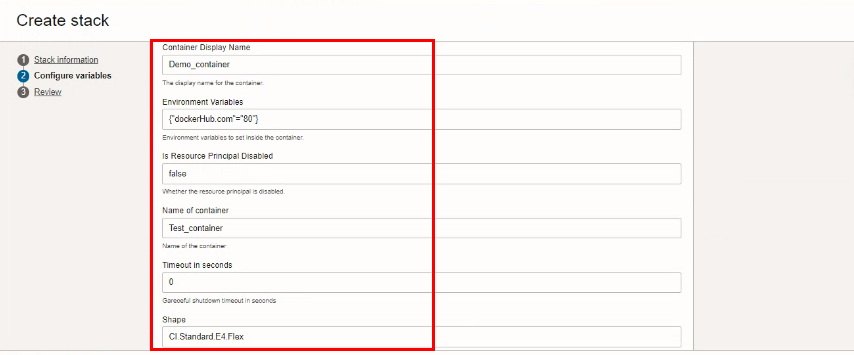 Create stack
1 Stack information
2 Configure variables
3 Review
Container Display Name
Demo_container
The display name for the container.
Environment Variables
{"dockerHub.com"="80"}
Environment variables to set inside the container.
Is Resource Principal Disabled
false
Whether the resource principal is disabled.
Name of container
Test_container
Name of the container
Timeout in seconds
0
Gareceful shutdown timeout in seconds
Shape
CI.Standard.E4.Flex